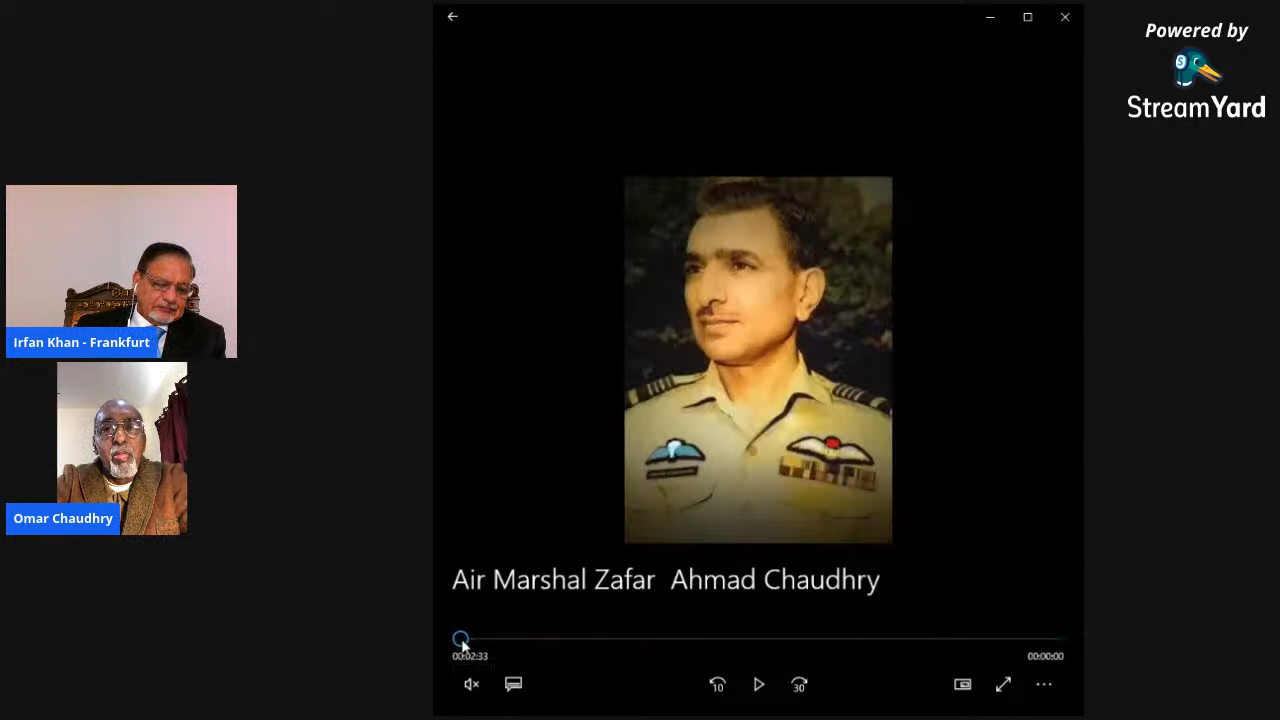 Powered by
StreamYard
Irfan Khan - Frankfurt
Omar Chaudhry
Air Marshal Zafar Ahmad Chaudhry
00:02:33
00:00:00
10
30